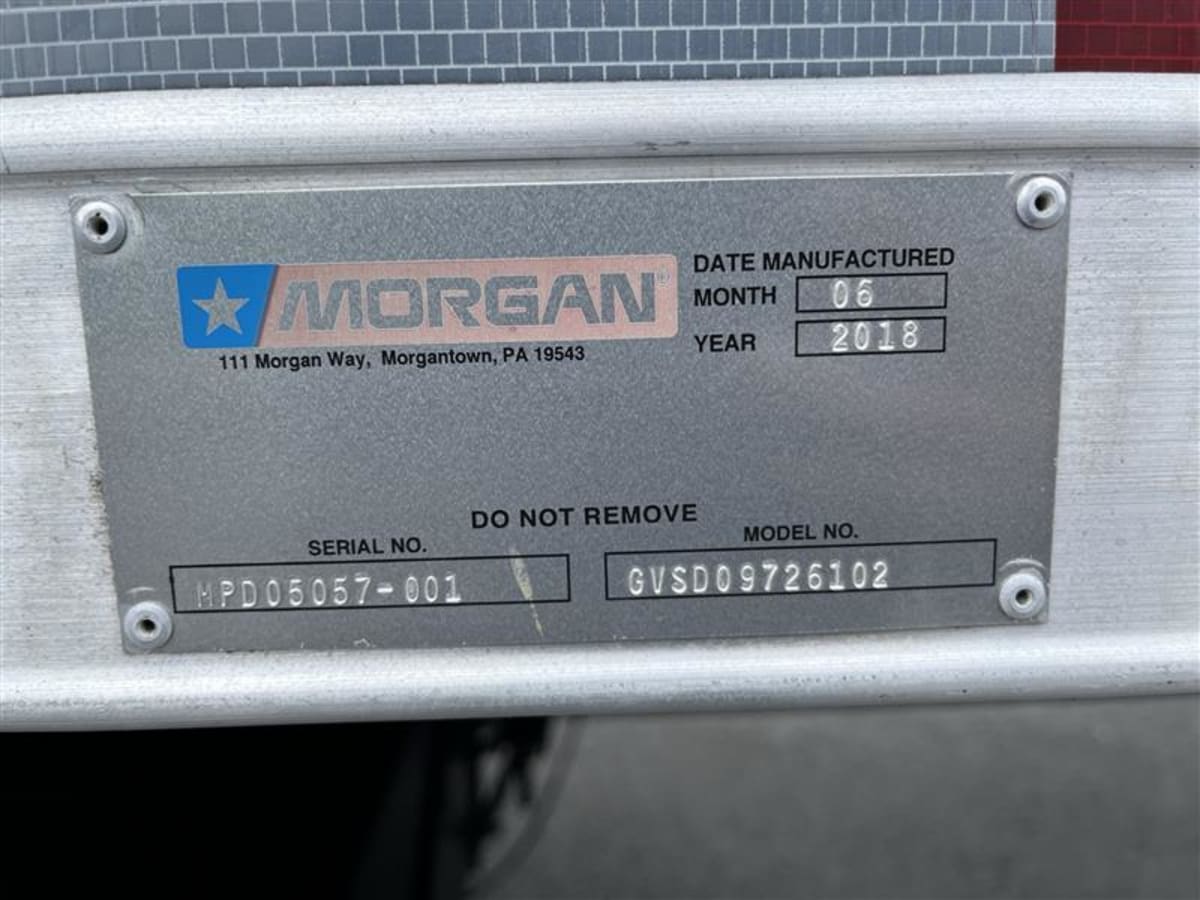 MORGAN®
111 Morgan Way, Morgantown, PA 19543
DATE MANUFACTURED
MONTH 06
YEAR 2018
DO NOT REMOVE
SERIAL NO.
MPD05057-001
MODEL NO.
GVSD09726102